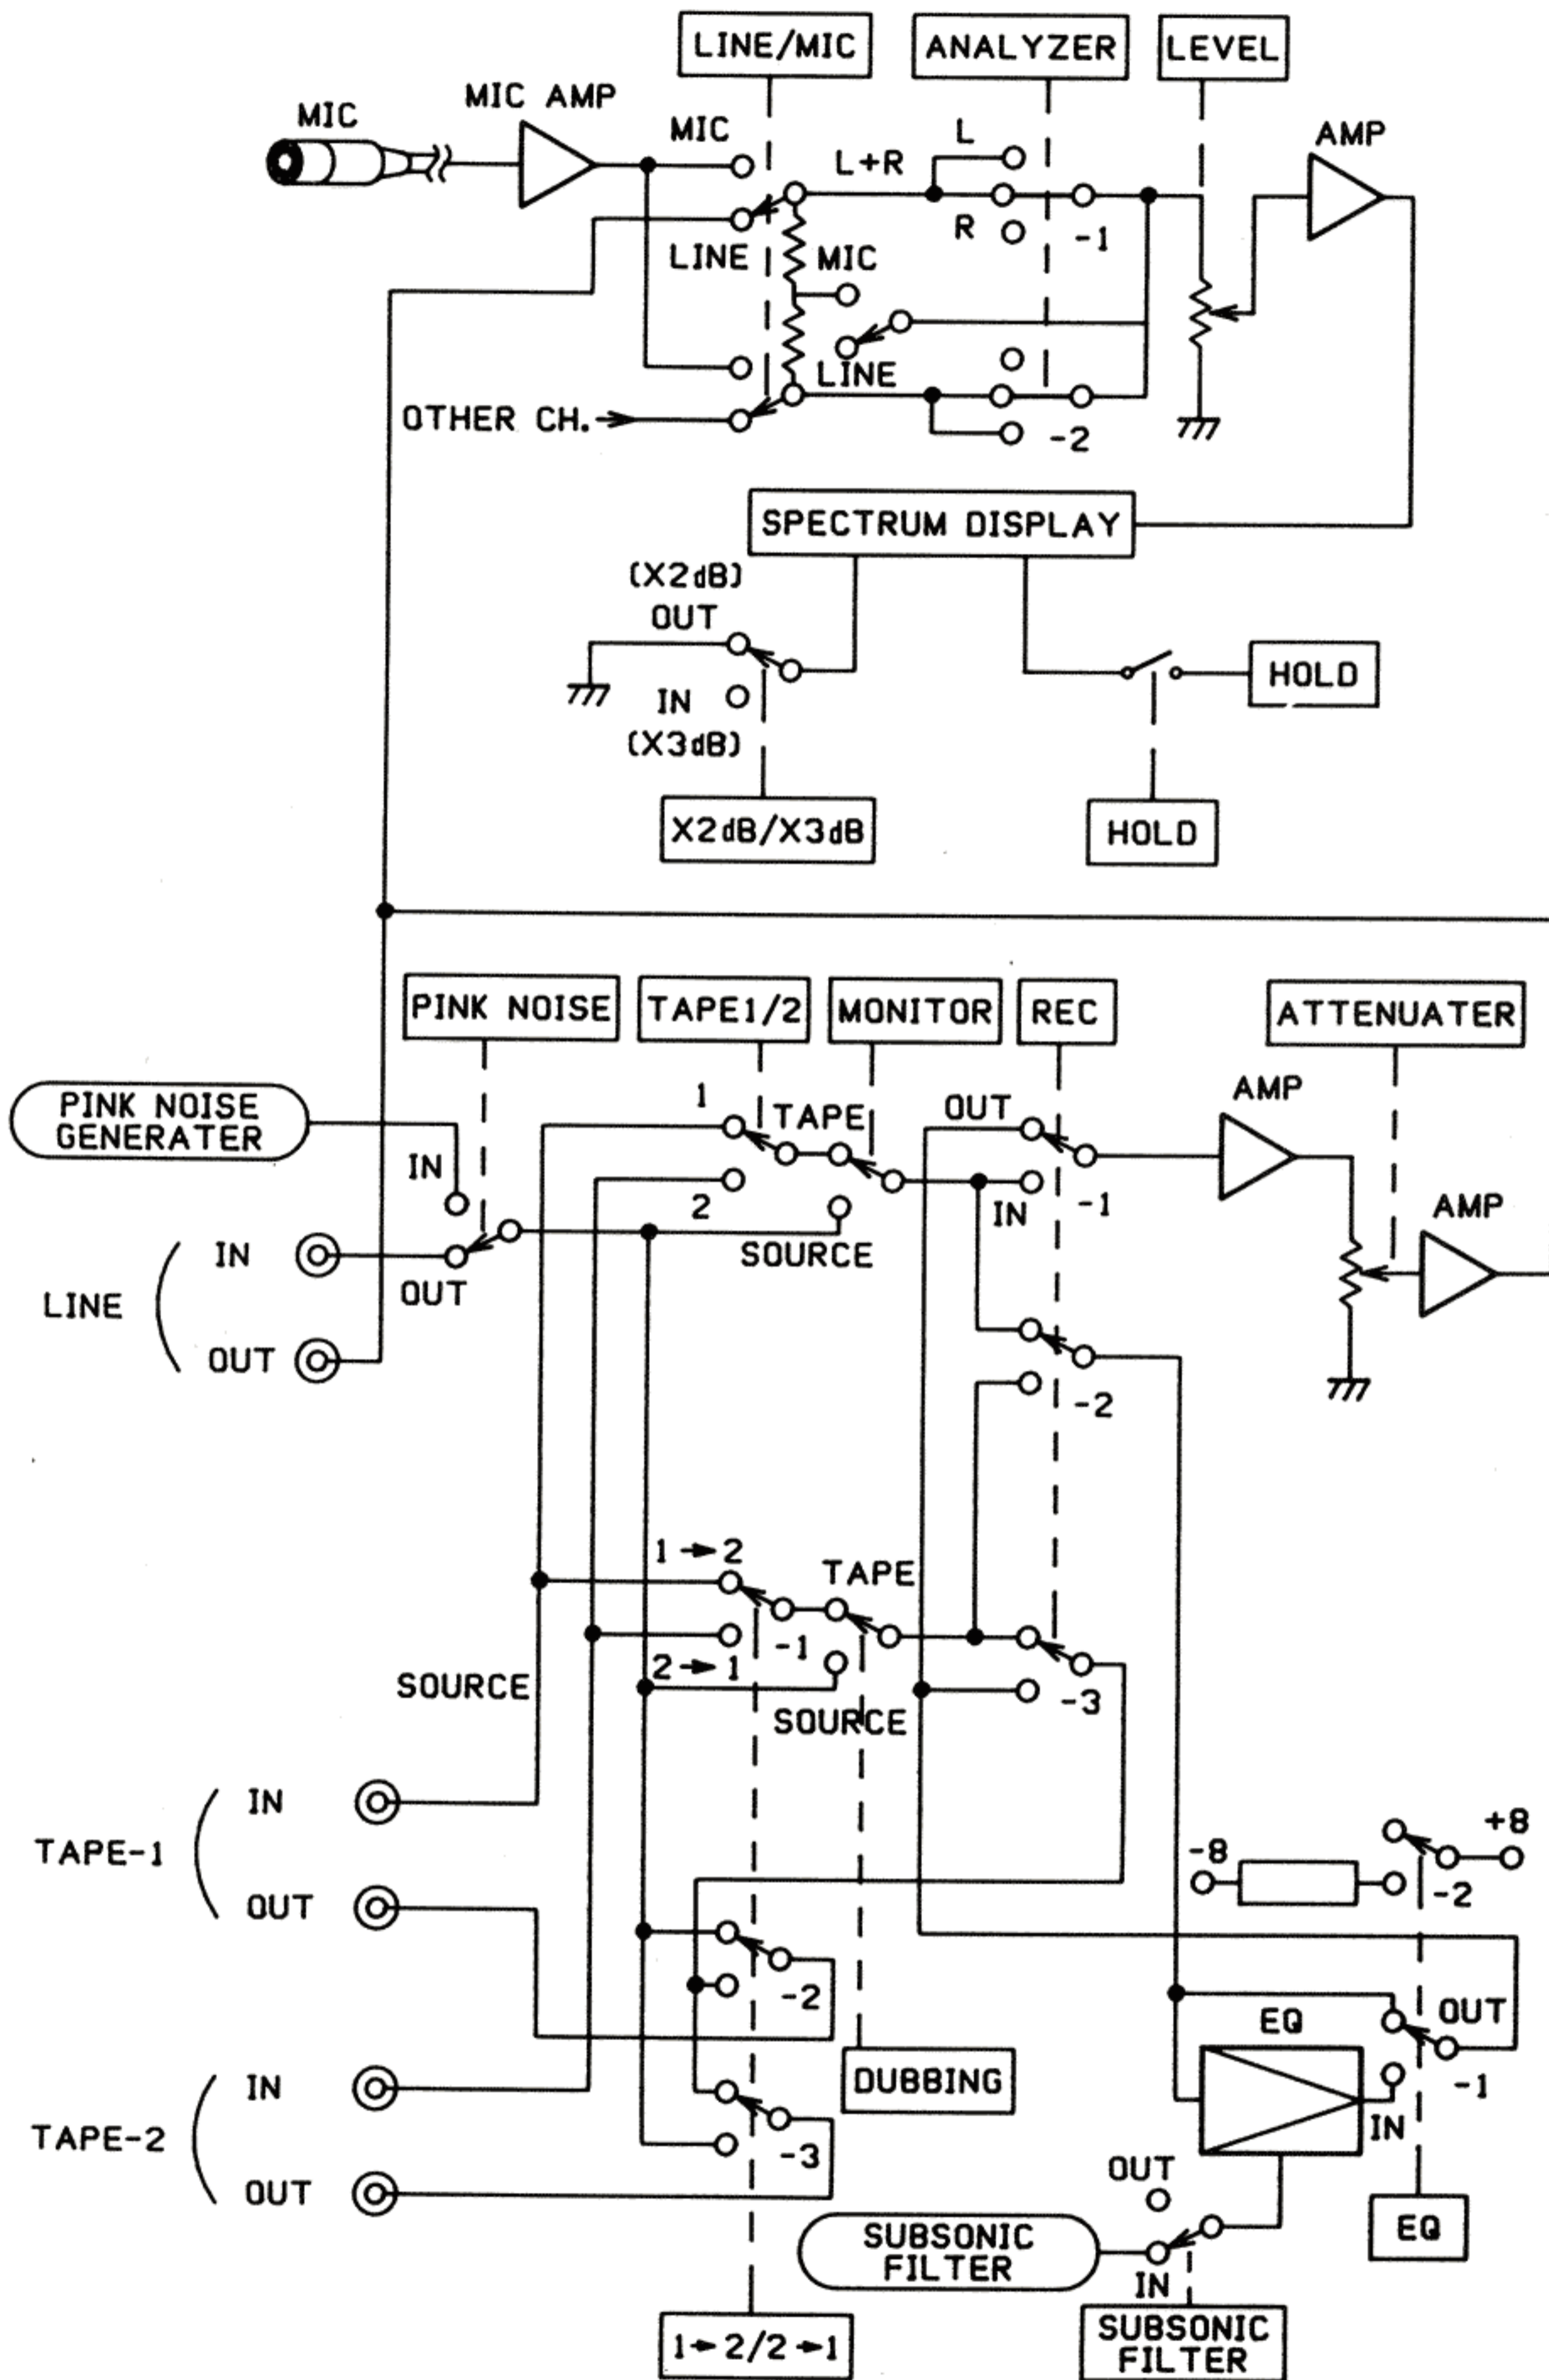 LINE/MIC
ANALYZER
LEVEL
MIC
MIC AMP
MIC
L+R
L
AMP
LINE
MIC
R
-1
LINE
OTHER CH.
-2
SPECTRUM DISPLAY
(X2dB)
OUT
IN
(X3dB)
HOLD
X2dB/X3dB
HOLD
PINK NOISE
TAPE1/2
MONITOR
REC
ATTENUATER
PINK NOISE
GENERATER
IN
1
TAPE
OUT
AMP
2
IN
-1
AMP
LINE
IN
OUT
SOURCE
OUT
-2
1→2
TAPE
-1
2→1
SOURCE
SOURCE
-3
TAPE-1
IN
OUT
-8
+8
-2
-2
EQ
OUT
-1
IN
DUBBING
TAPE-2
IN
OUT
-3
OUT
SUBSONIC
FILTER
IN
EQ
SUBSONIC
FILTER
1→2/2→1